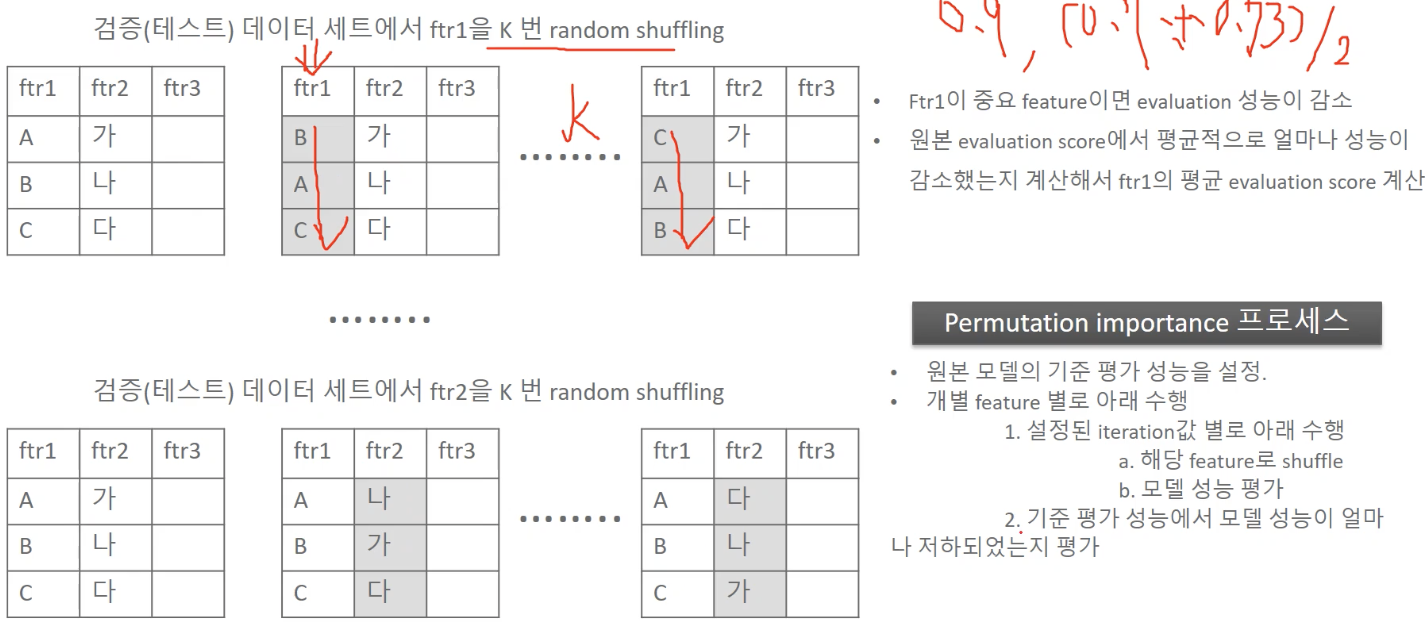 검증(테스트) 데이터 세트에서 ftr1을 K 번 random shuffling
ftr1 ftr2 ftr3
A 가
B 나
C 다
ftr1 ftr2 ftr3
B 가
A 나
C 다
K
........
ftr1 ftr2 ftr3
C 가
A 나
B 다
........
검증(테스트) 데이터 세트에서 ftr2을 K 번 random shuffling
ftr1 ftr2 ftr3
A 가
B 나
C 다
ftr1 ftr2 ftr3
A 나
B 가
C 다
........
ftr1 ftr2 ftr3
A 다
B 나
C 가
• Ftr1이 중요 feature이면 evaluation 성능이 감소
• 원본 evaluation score에서 평균적으로 얼마나 성능이
감소했는지 계산해서 ftr1의 평균 evaluation score 계산
Permutation importance 프로세스
• 원본 모델의 기준 평가 성능을 설정.
• 개별 feature 별로 아래 수행
1. 설정된 iteration값 별로 아래 수행
a. 해당 feature로 shuffle
b. 모델 성능 평가
2. 기준 평가 성능에서 모델 성능이 얼마
나 저하되었는지 평가